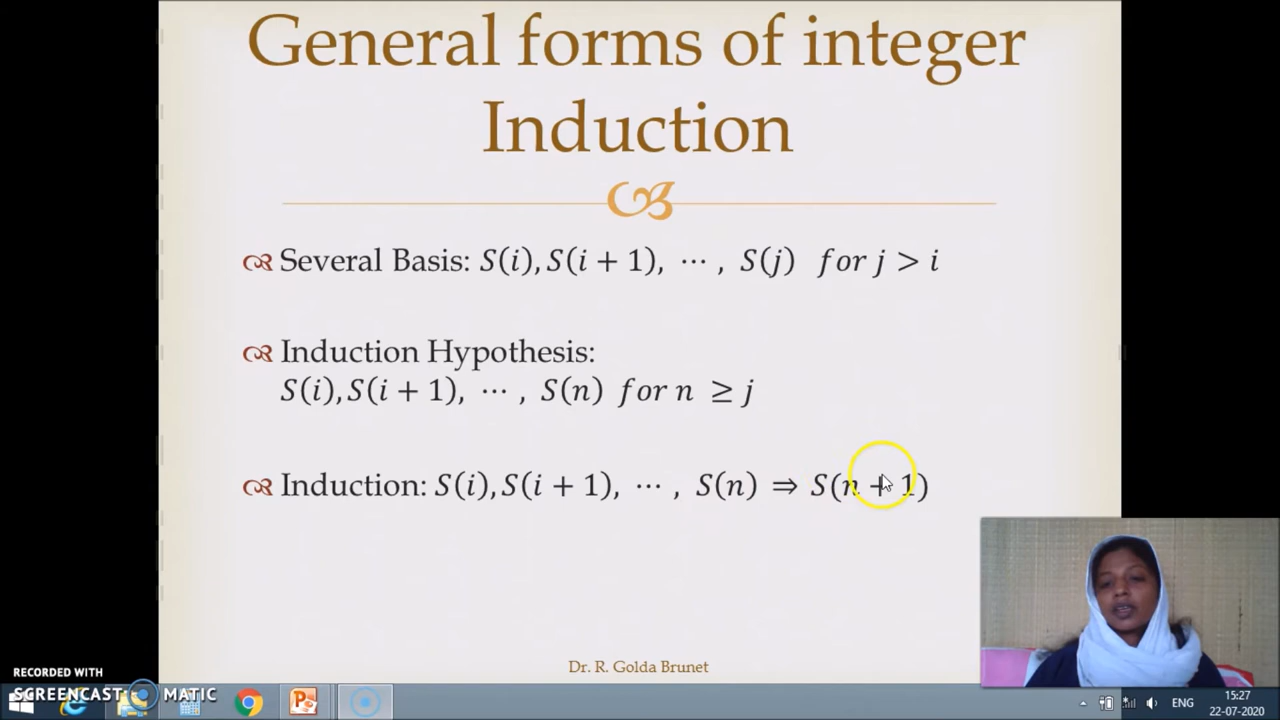 General forms of integer
Induction
Several Basis: S(i), S(i + 1), ⋯ , S(j) for j > i
Induction Hypothesis:
S(i), S(i + 1), ⋯ , S(n) for n ≥ j
Induction: S(i), S(i + 1), ⋯ , S(n) ⇒ S(n + 1)
Dr. R. Golda Brunet
RECORDED WITH
SCREENCAST MATIC
ENG
15:27
22-07-2020